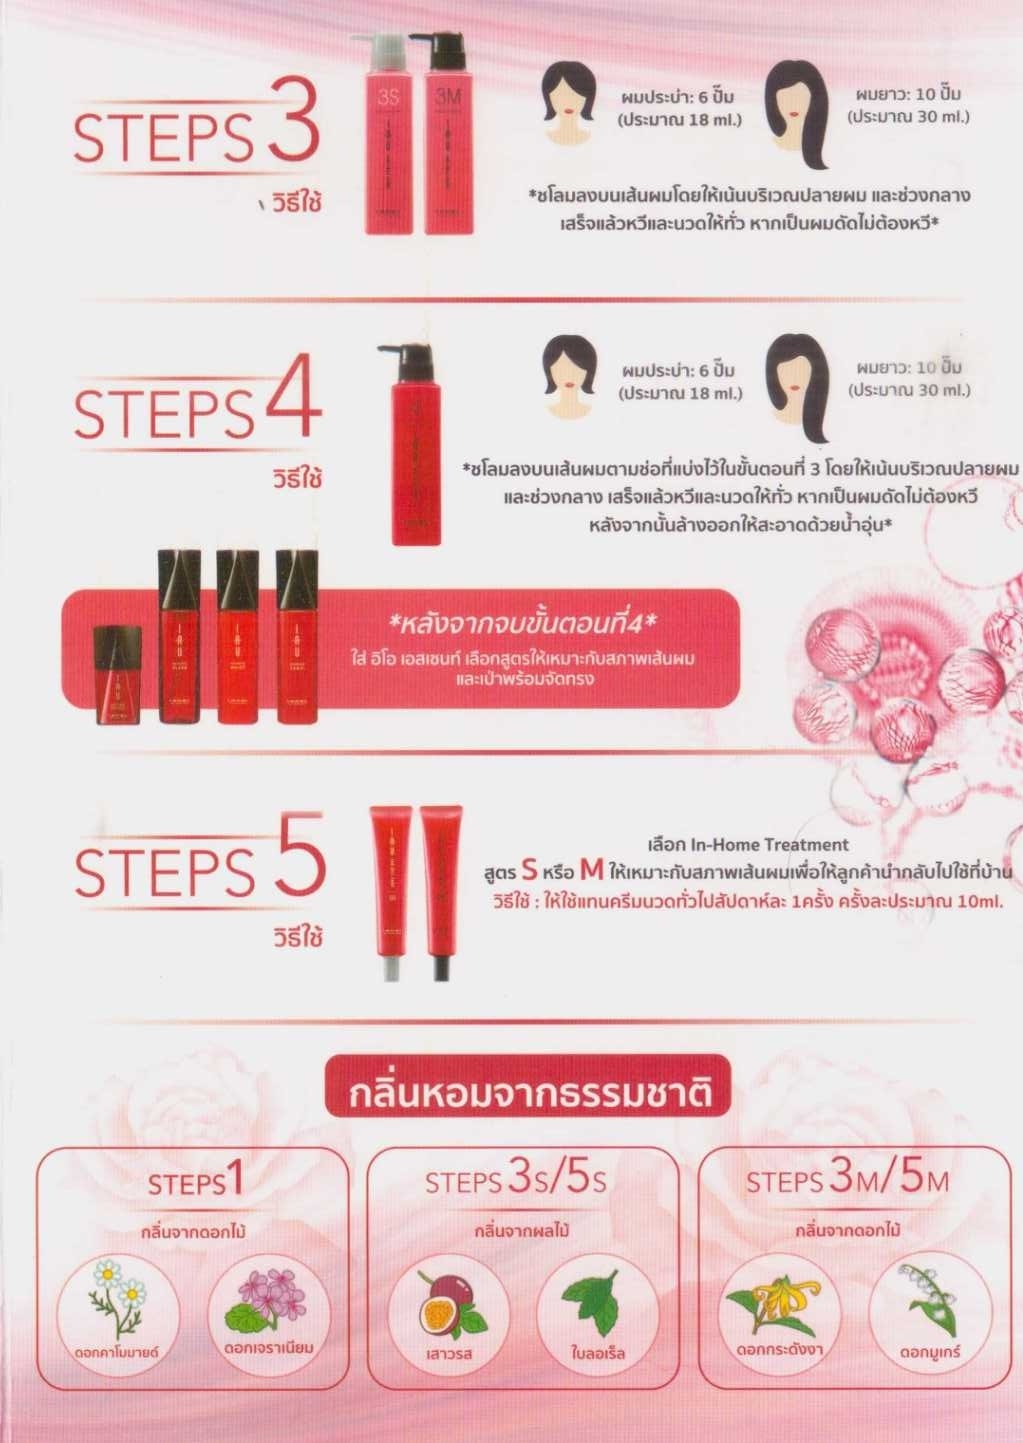 STEPS 3
วิธีใช้
3S
3M
ผมประบ่า: 6 ปั๊ม
(ประมาณ 18 ml.)
ผมยาว: 10 ปั๊ม
(ประมาณ 30 ml.)
*ชโลมลงบนเส้นผมโดยให้เน้นบริเวณปลายผม และช่วงกลาง
เสร็จแล้วหวีและนวดให้ทั่ว หากเป็นผมดัดไม่ต้องหวี*
STEPS 4
วิธีใช้
ผมประบ่า: 6 ปั๊ม
(ประมาณ 18 ml.)
ผมยาว: 10 ปั๊ม
(ประมาณ 30 ml.)
*ชโลมลงบนเส้นผมตามช่อที่แบ่งไว้ในขั้นตอนที่ 3 โดยให้เน้นบริเวณปลายผม
และช่วงกลาง เสร็จแล้วหวีและนวดให้ทั่ว หากเป็นผมดัดไม่ต้องหวี
หลังจากนั้นล้างออกให้สะอาดด้วยน้ำอุ่น*
*หลังจากจบขั้นตอนที่4*
ใส่ อิโอ เอสเซนท์ เลือกสูตรให้เหมาะกับสภาพเส้นผม
และเป่าพร้อมจัดทรง
STEPS 5
วิธีใช้
เลือก In-Home Treatment
สูตร S หรือ M ให้เหมาะกับสภาพเส้นผมเพื่อให้ลูกค้านำกลับไปใช้ที่บ้าน
วิธีใช้ : ให้ใช้แทนครีมนวดทั่วไปสัปดาห์ละ 1ครั้ง ครั้งละประมาณ 10ml.
กลิ่นหอมจากธรรมชาติ
STEPS1
กลิ่นจากดอกไม้
ดอกคาโมมายด์
ดอกเจราเนียม
STEPS 3S/5S
กลิ่นจากผลไม้
เสาวรส
ใบลอเร็ล
STEPS 3M/5M
กลิ่นจากดอกไม้
ดอกกระดังงา
ดอกมูเกร์